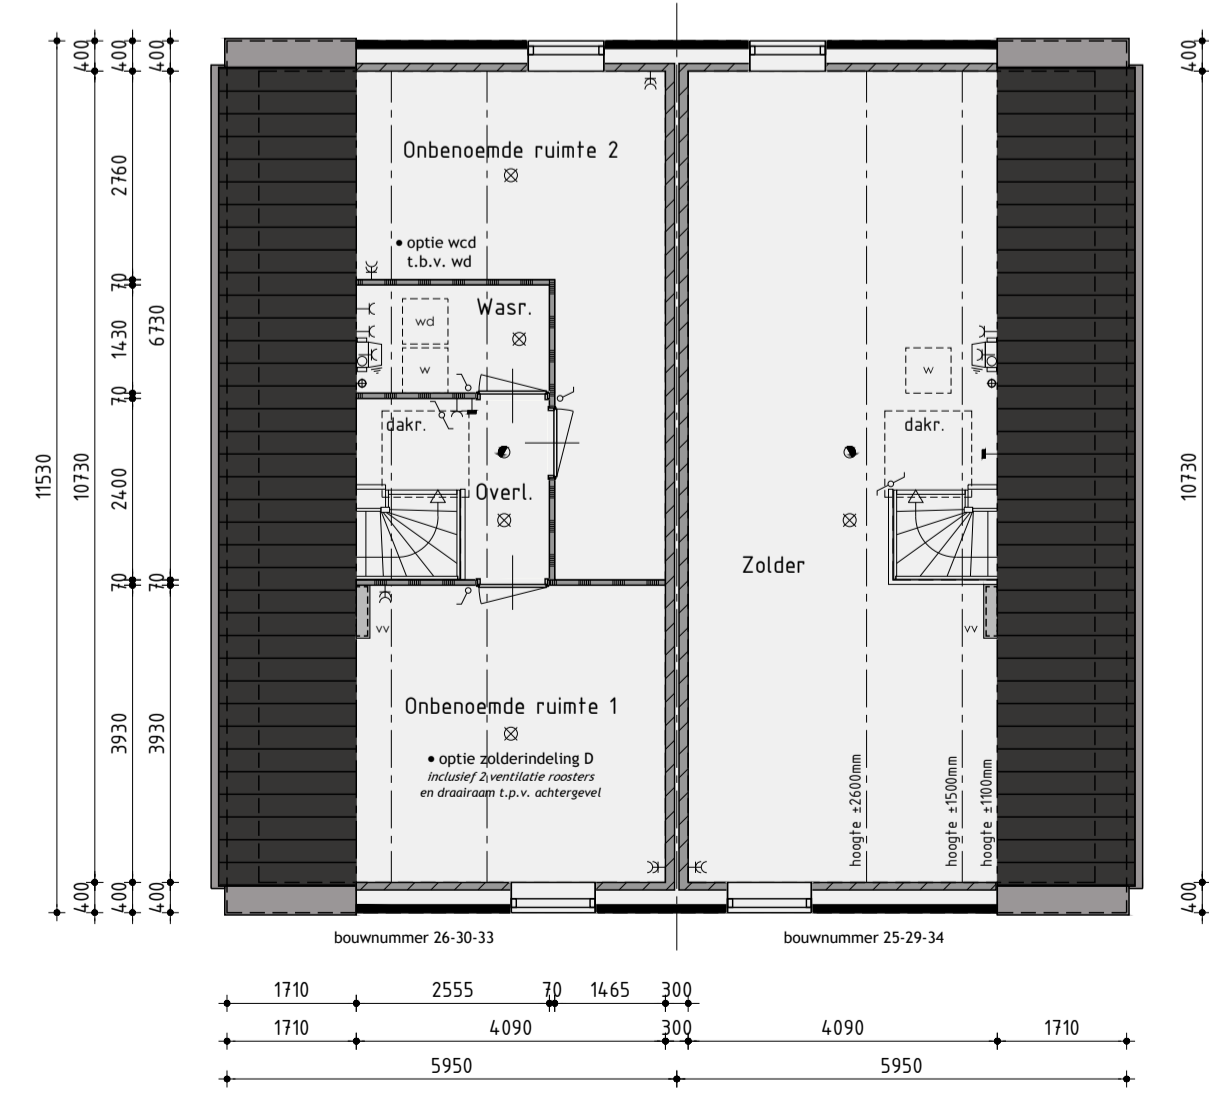 400
400
400
400
Onbenoemde ruimte 2
2760
• optie wcd
t.b.v. wd
70
Wasr.
wd
1430
6730
w
w
70
dakr.
dakr.
11530
10730
2400
10730
Overl.
Zolder
70
70
vv
vv
Onbenoemde ruimte 1
3930
3930
• optie zolderindeling D
inclusief 2 ventilatie roosters
en draairaam t.p.v. achtergevel
hoogte ±2600mm
hoogte ±1500mm
hoogte ±1100mm
400
400
400
400
bouwnummer 26-30-33
bouwnummer 25-29-34
1710 2555 70 1465 300
1710 4090 300 4090 1710
5950 5950